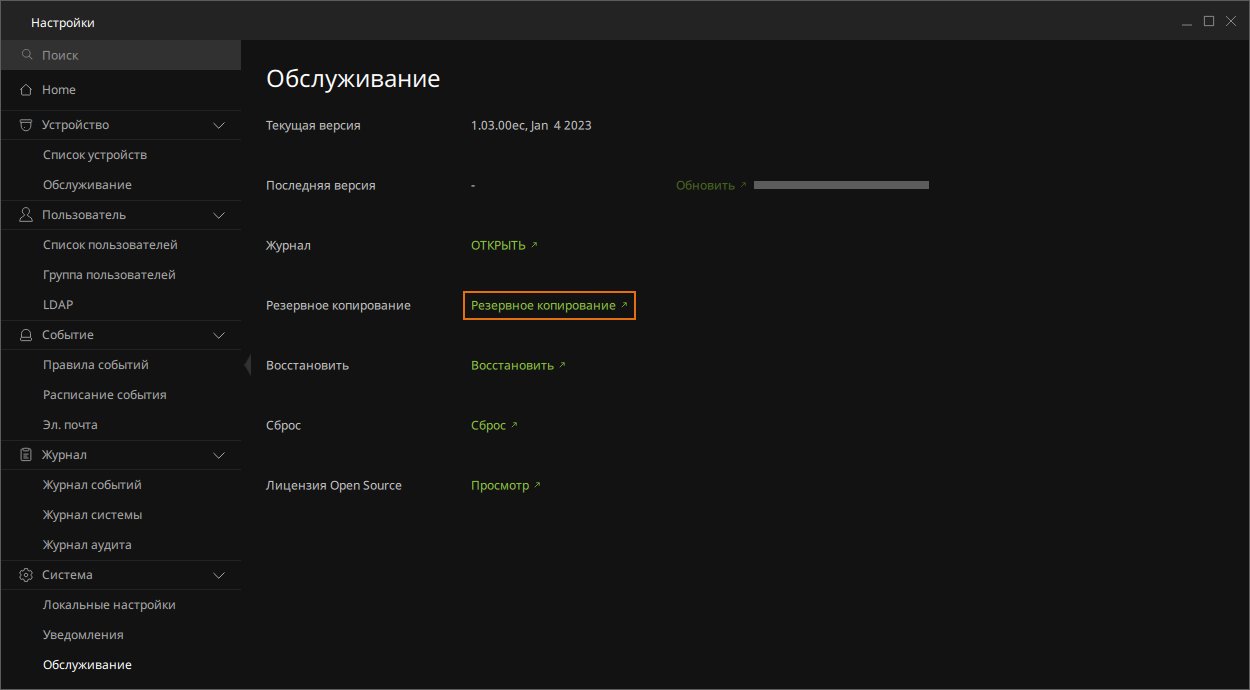 Настройки
Поиск
Home
Устройство
Список устройств
Обслуживание
Пользователь
Список пользователей
Группа пользователей
LDAP
Событие
Правила событий
Расписание события
Эл. почта
Журнал
Журнал событий
Журнал системы
Журнал аудита
Система
Локальные настройки
Уведомления
Обслуживание
Обслуживание
Текущая версия 1.03.00ec, Jan 4 2023
Последняя версия - Обновить
Журнал ОТКРЫТЬ
Резервное копирование Резервное копирование
Восстановить Восстановить
Сброс Сброс
Лицензия Open Source Просмотр